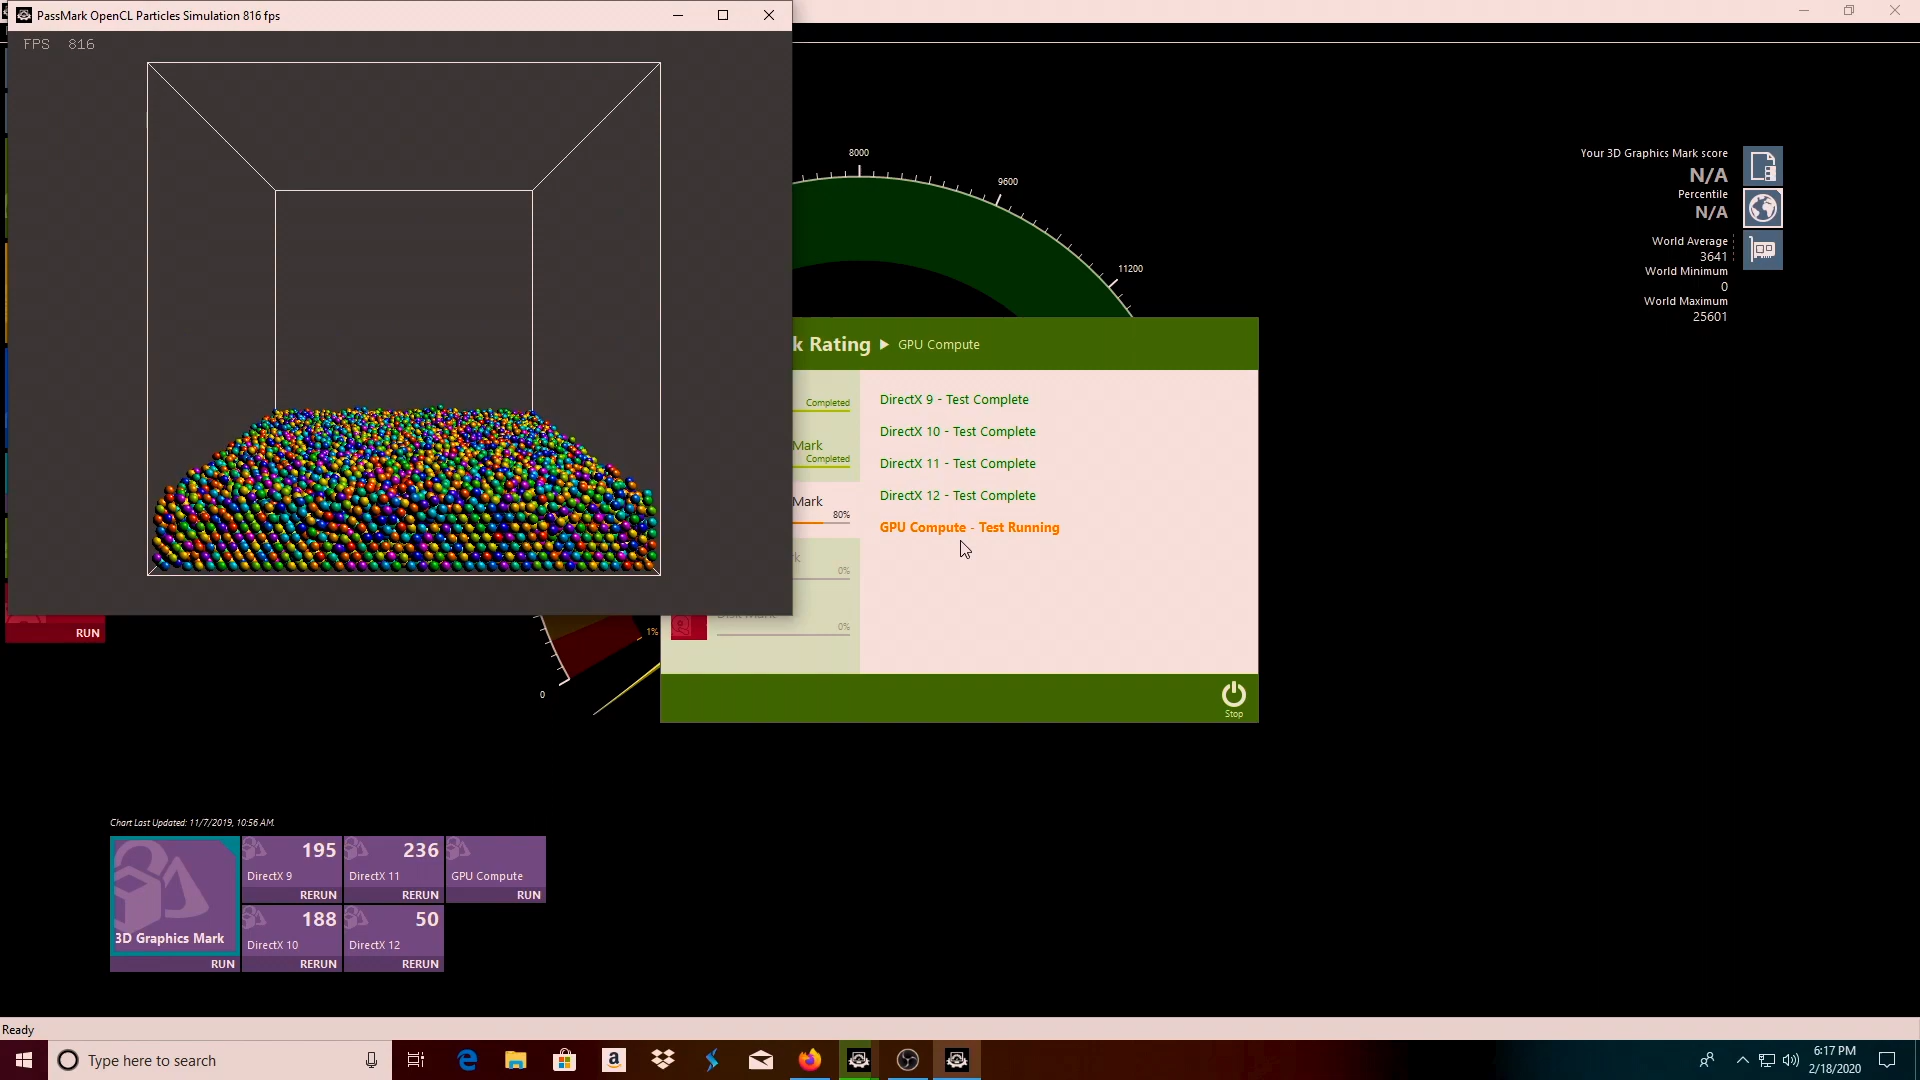 PassMark OpenCL Particles Simulation 816 fps
FPS 816
8000
9600
11200
Your 3D Graphics Mark score
N/A
Percentile
N/A
World Average
3641
World Minimum
0
World Maximum
25601
k Rating ▶ GPU Compute
Completed
Mark
Completed
Mark
80%
k
0%
Disk Mark
0%
DirectX 9 - Test Complete
DirectX 10 - Test Complete
DirectX 11 - Test Complete
DirectX 12 - Test Complete
GPU Compute - Test Running
RUN
1%
0
Stop
Chart Last Updated: 11/7/2019, 10:56 AM.
3D Graphics Mark
RUN
195
DirectX 9
RERUN
236
DirectX 11
RERUN
GPU Compute
RUN
188
DirectX 10
RERUN
50
DirectX 12
RERUN
Ready
Type here to search
6:17 PM
2/18/2020